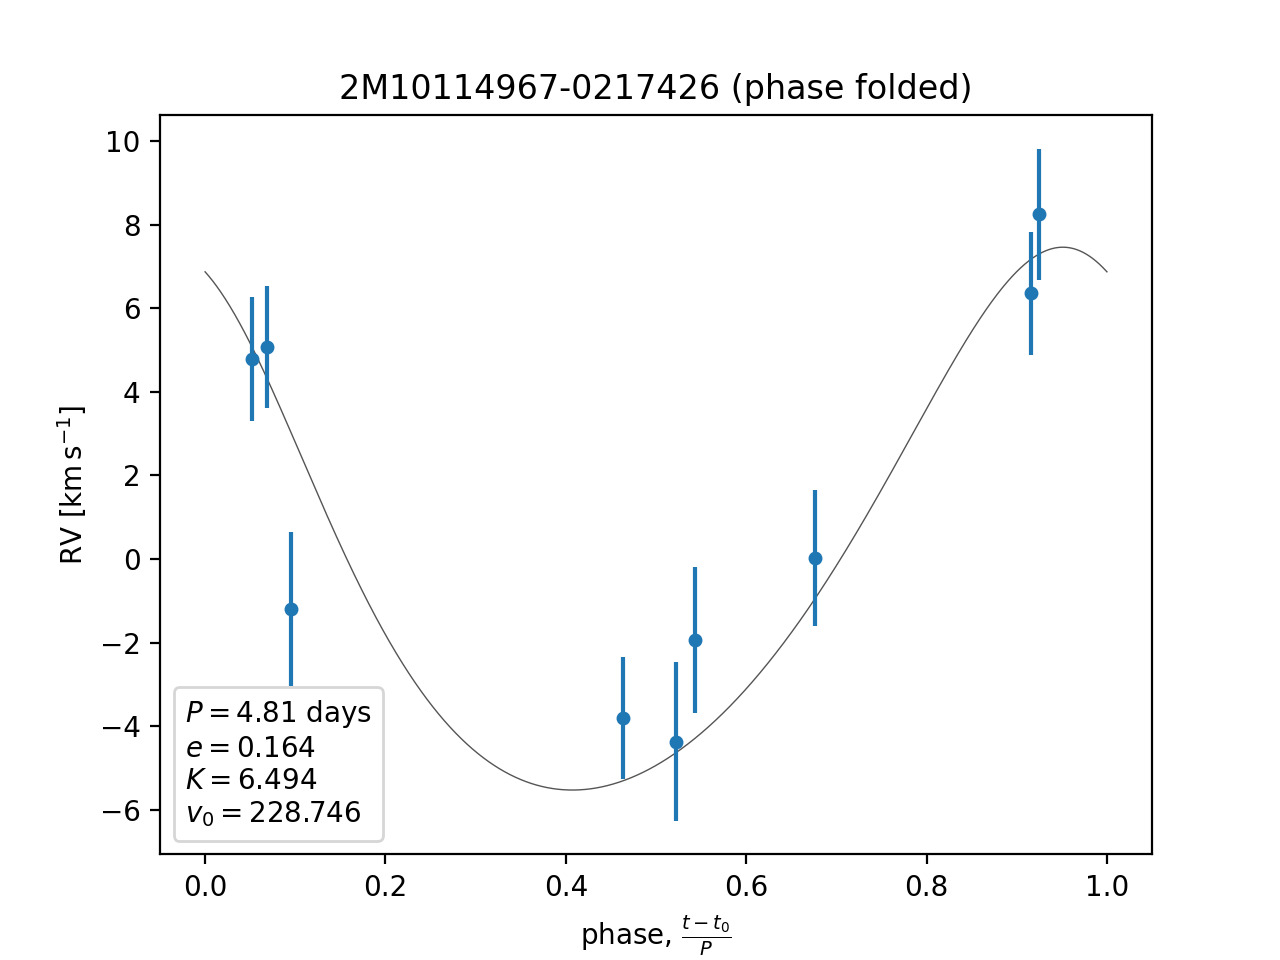 2M10114967-0217426 (phase folded)
10
8
6
4
2
0
−2
−4
−6
RV [km s⁻¹]
P = 4.81 days
e = 0.164
K = 6.494
v₀ = 228.746
0.0 0.2 0.4 0.6 0.8 1.0
phase, (t − t₀)/P